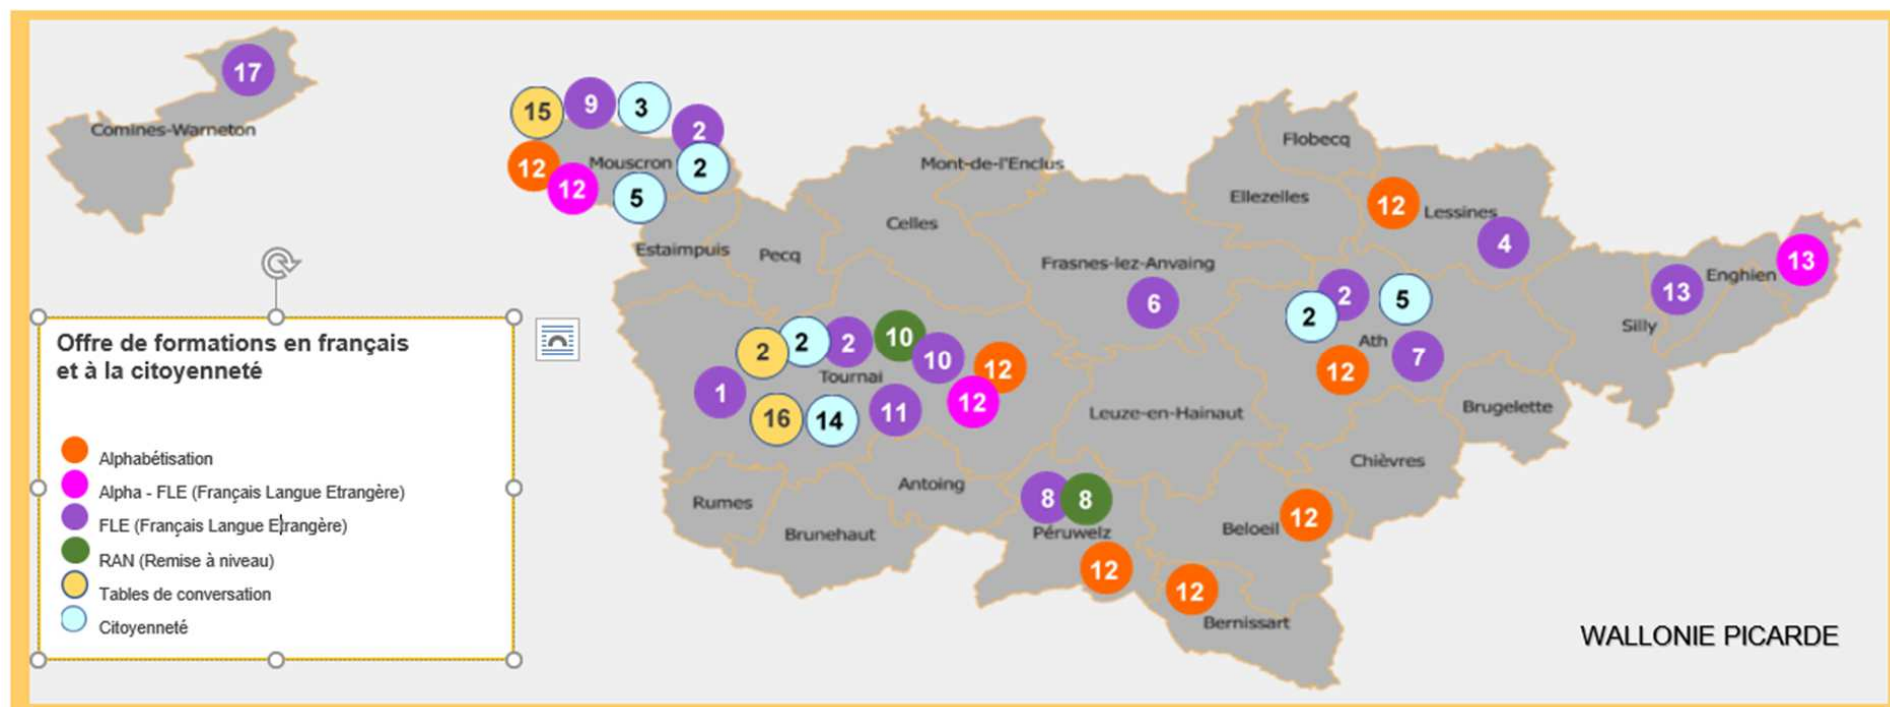 17
Comines-Warneton
15
9
3
2
12
Mouscron
2
12
5
Estaimpuis
Pecq
Celles
Mont-de-l'Enclus
Frasnes-lez-Anvaing
6
Flobecq
Ellezelles
12
Lessines
4
13
Enghien
13
Silly
2
2
5
Ath
12
7
Brugelette
2
2
2
10
10
12
Tournai
1
16
14
11
12
Leuze-en-Hainaut
Chièvres
Antoing
Rumes
Brunehaut
8
8
Péruwelz
12
Beloeil
12
12
Bernissart
Offre de formations en français
et à la citoyenneté
Alphabétisation
Alpha - FLE (Français Langue Etrangère)
FLE (Français Langue Etrangère)
RAN (Remise à niveau)
Tables de conversation
Citoyenneté
WALLONIE PICARDE